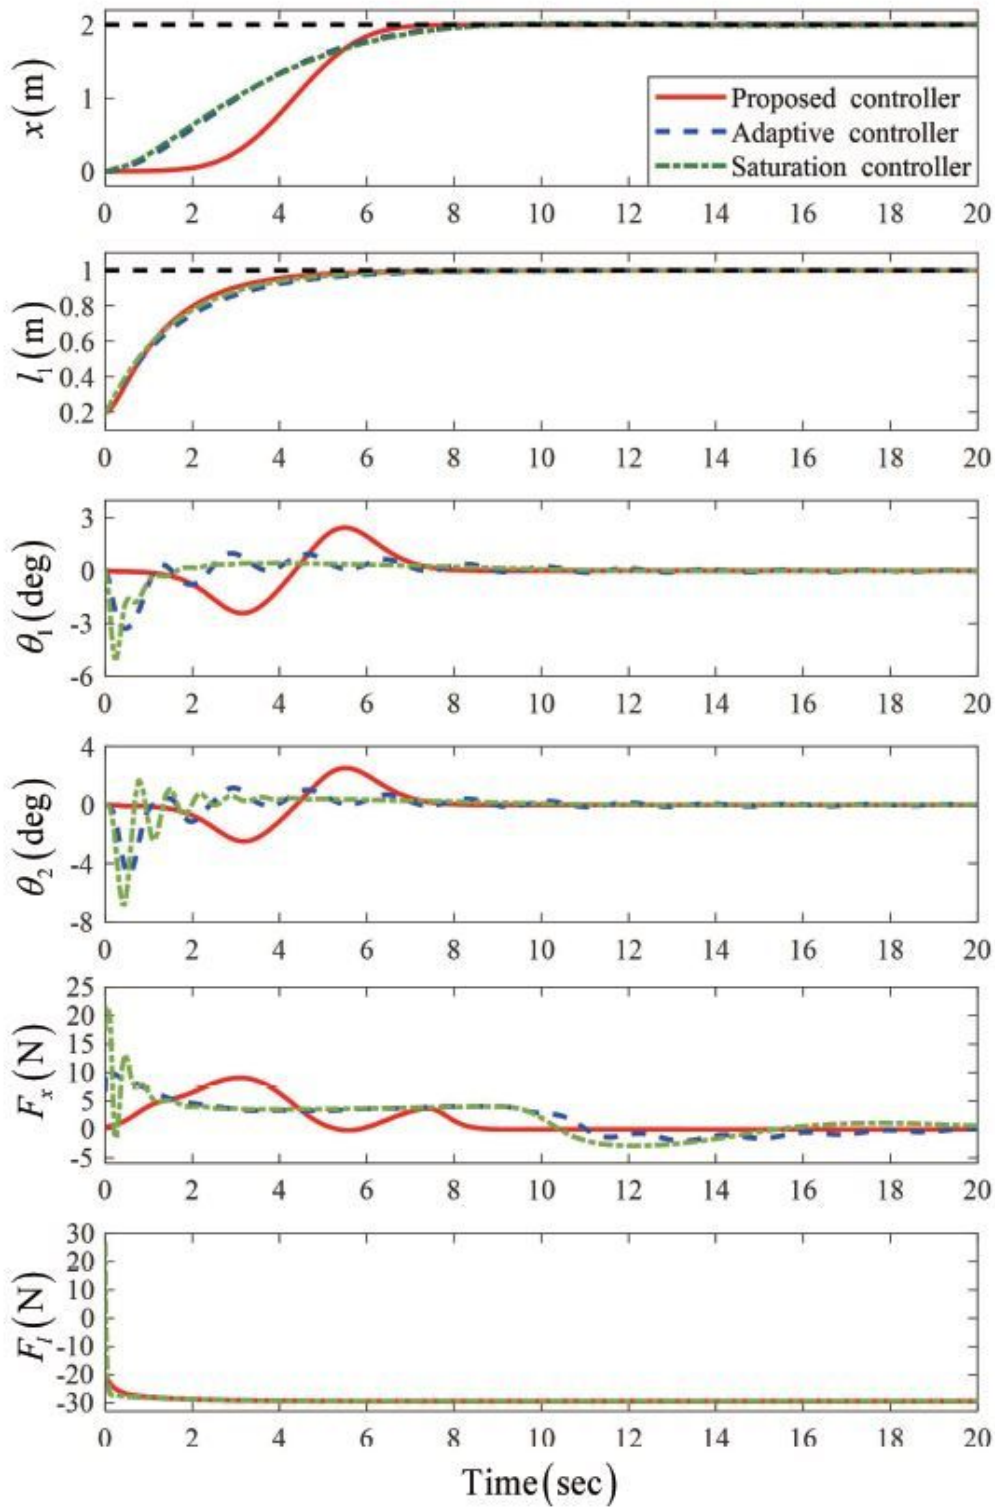 2
1
0
x(m)
Proposed controller
Adaptive controller
Saturation controller
0 2 4 6 8 10 12 14 16 18 20
1
0.8
0.6
0.4
0.2
l₁(m)
0 2 4 6 8 10 12 14 16 18 20
3
0
-3
-6
θ₁(deg)
0 2 4 6 8 10 12 14 16 18 20
4
0
-4
-8
θ₂(deg)
0 2 4 6 8 10 12 14 16 18 20
25
20
15
10
5
0
-5
Fₓ(N)
0 2 4 6 8 10 12 14 16 18 20
30
20
10
0
-10
-20
-30
Fₗ(N)
0 2 4 6 8 10 12 14 16 18 20
Time(sec)